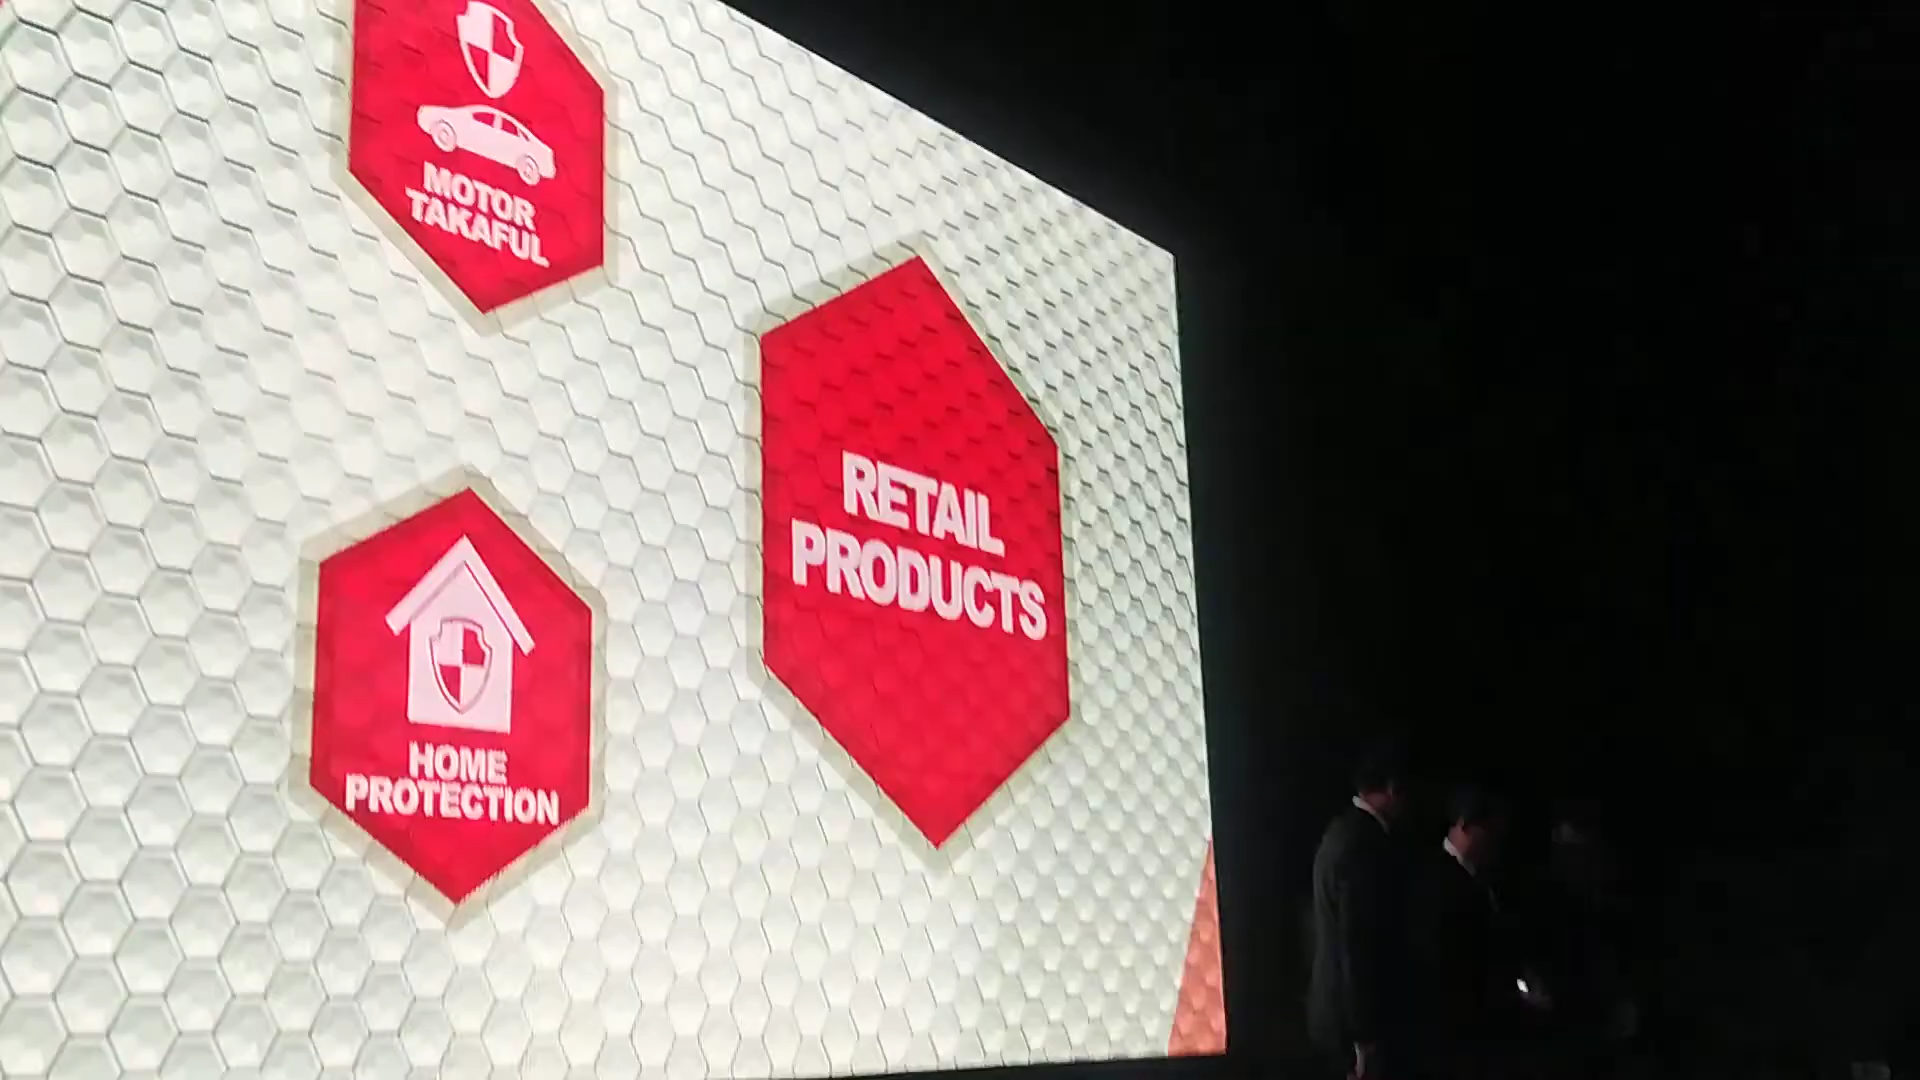 MOTOR
TAKAFUL
RETAIL
PRODUCTS
HOME
PROTECTION